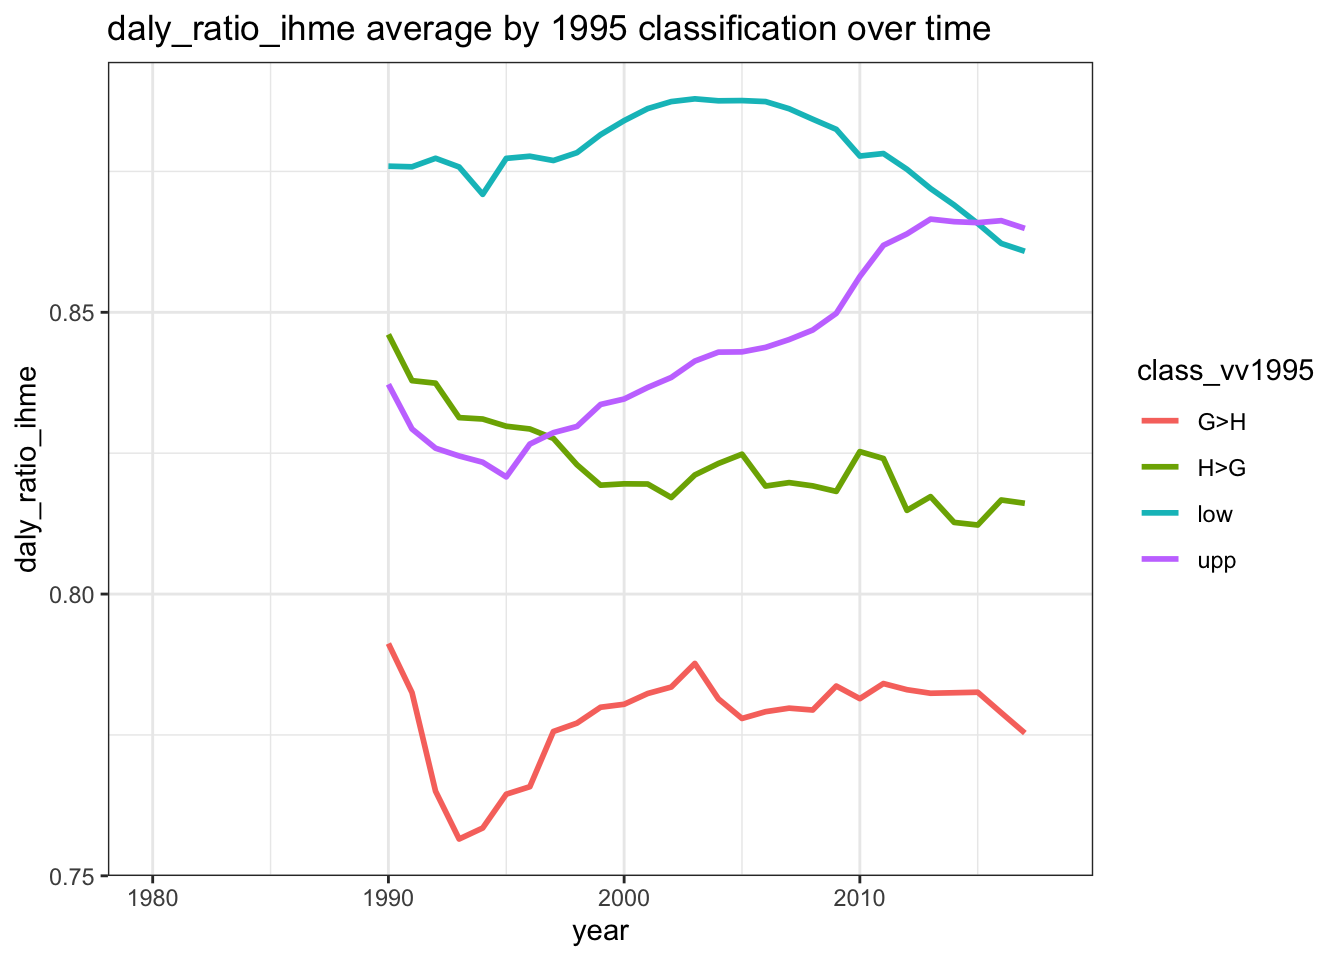 daly_ratio_ihme average by 1995 classification over time
daly_ratio_ihme
0.85
0.80
0.75
1980 1990 2000 2010
year
class_vv1995
G>H
H>G
low
upp